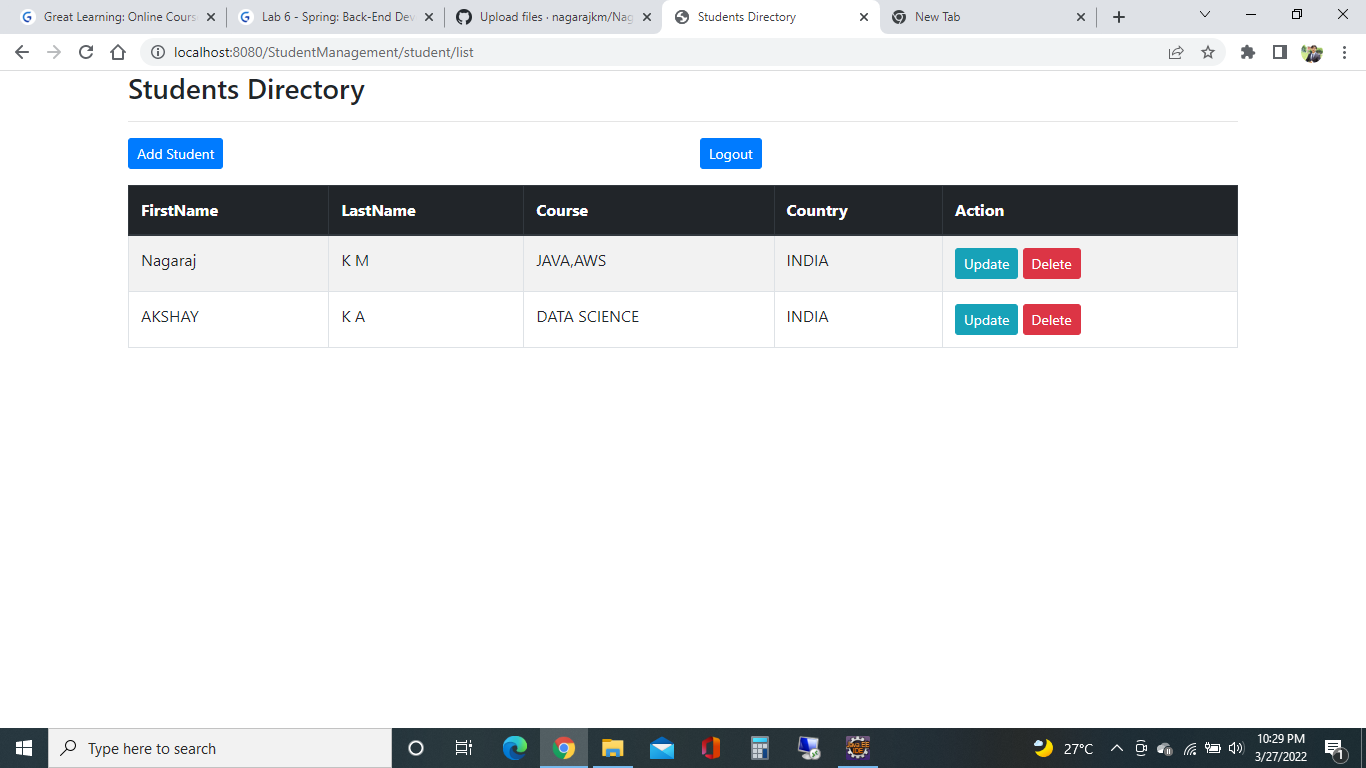 Great Learning: Online Cours
Lab 6 - Spring: Back-End Dev
Upload files · nagarajkm/Nag
Students Directory
New Tab
localhost:8080/StudentManagement/student/list
Students Directory
Add Student Logout
FirstName LastName Course Country Action
Nagaraj K M JAVA,AWS INDIA Update Delete
AKSHAY K A DATA SCIENCE INDIA Update Delete
Type here to search
27°C
10:29 PM
3/27/2022
1